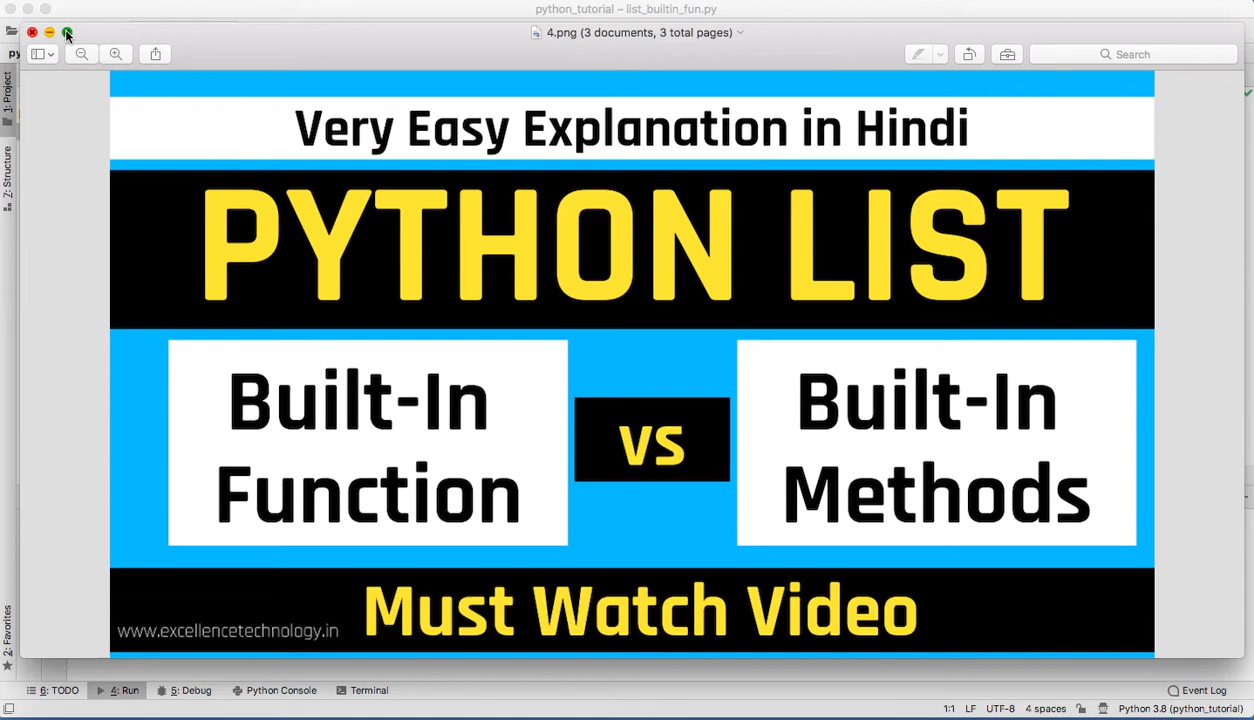 python_tutorial – list_builtin_fun.py
4.png (3 documents, 3 total pages)
Search
py
1: Project
Z: Structure
2: Favorites
Very Easy Explanation in Hindi
PYTHON LIST
Built-In
Function
vs
Built-In
Methods
Must Watch Video
www.excellencetechnology.in
6: TODO
4: Run
5: Debug
Python Console
Terminal
Event Log
1:1
LF
UTF-8
4 spaces
Python 3.8 (python_tutorial)